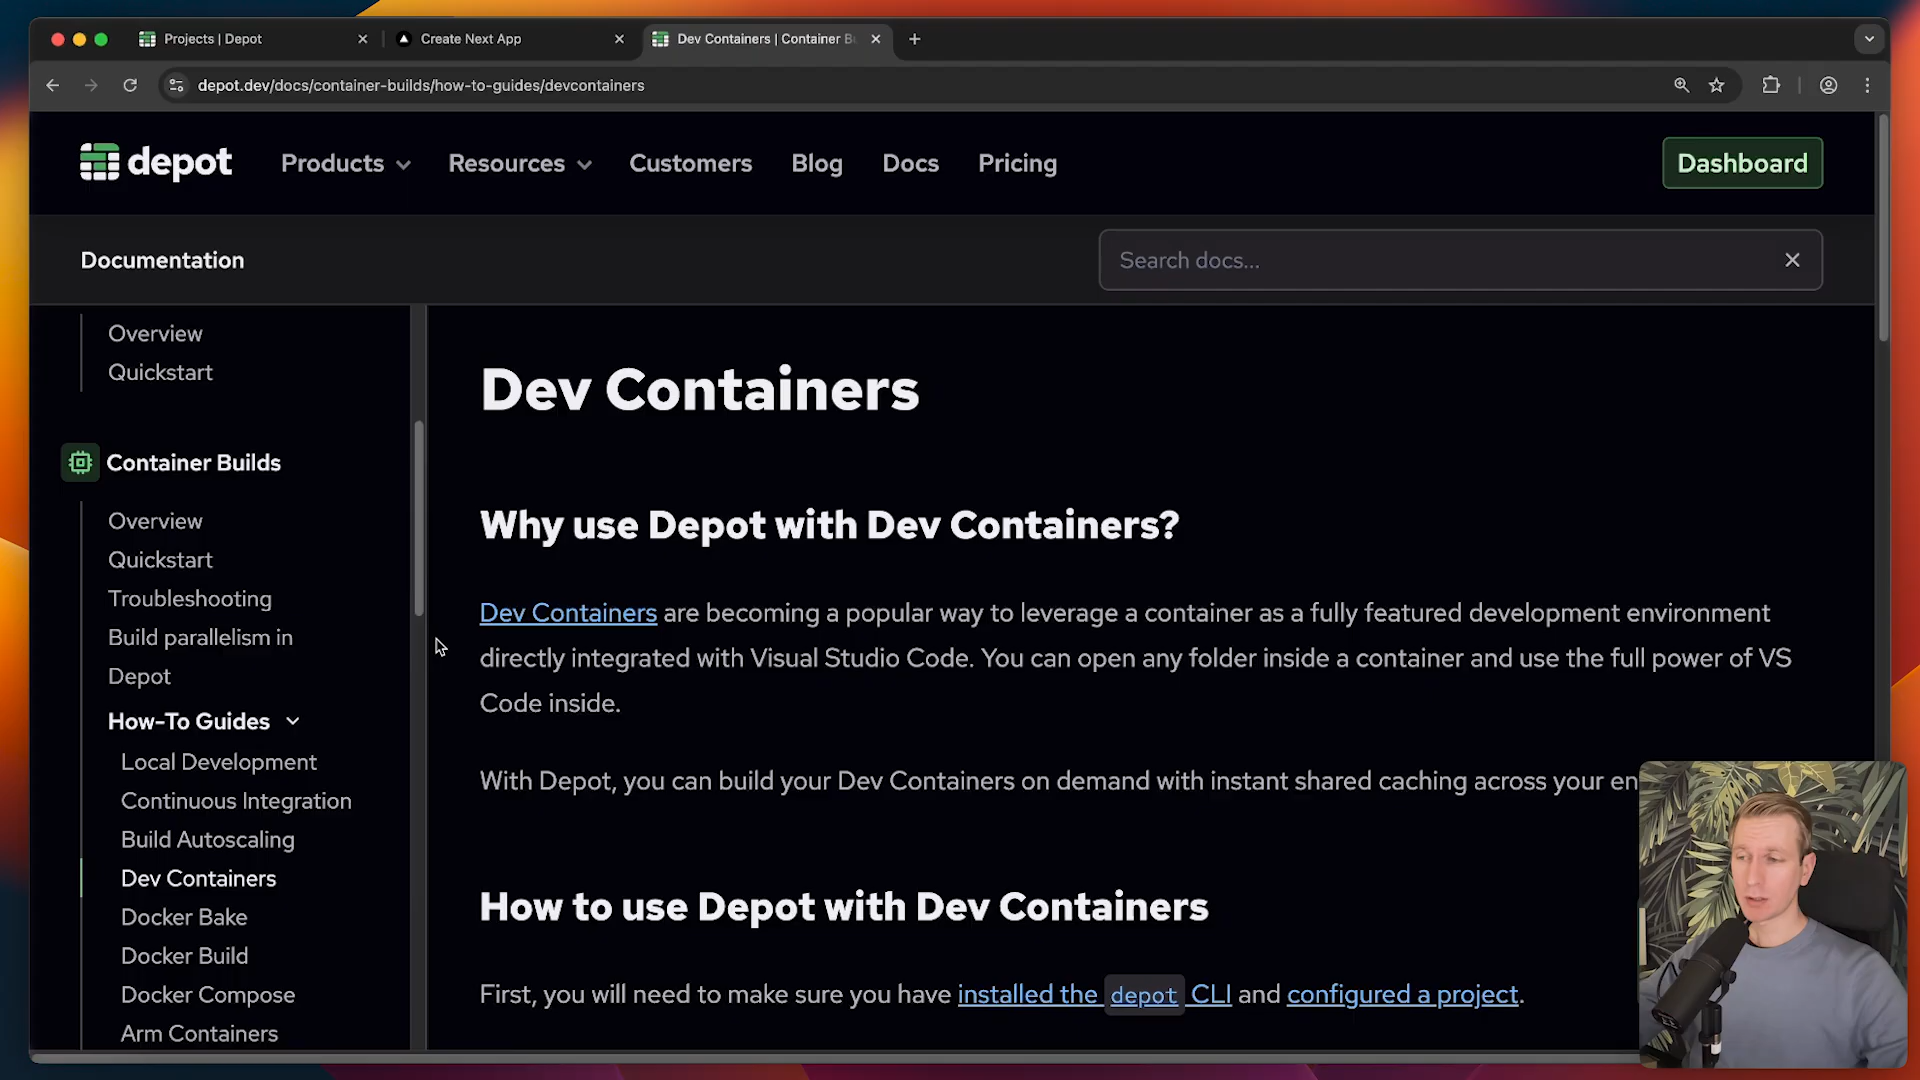 Projects | Depot
Create Next App
Dev Containers | Container B
depot.dev/docs/container-builds/how-to-guides/devcontainers
depot
Products
Resources
Customers
Blog
Docs
Pricing
Dashboard
Documentation
Search docs...
Overview
Quickstart
Container Builds
Overview
Quickstart
Troubleshooting
Build parallelism in
Depot
How-To Guides
Local Development
Continuous Integration
Build Autoscaling
Dev Containers
Docker Bake
Docker Build
Docker Compose
Arm Containers
Dev Containers
Why use Depot with Dev Containers?
Dev Containers are becoming a popular way to leverage a container as a fully featured development environment
directly integrated with Visual Studio Code. You can open any folder inside a container and use the full power of VS
Code inside.
With Depot, you can build your Dev Containers on demand with instant shared caching across your en
How to use Depot with Dev Containers
First, you will need to make sure you have installed the depot CLI and configured a project.